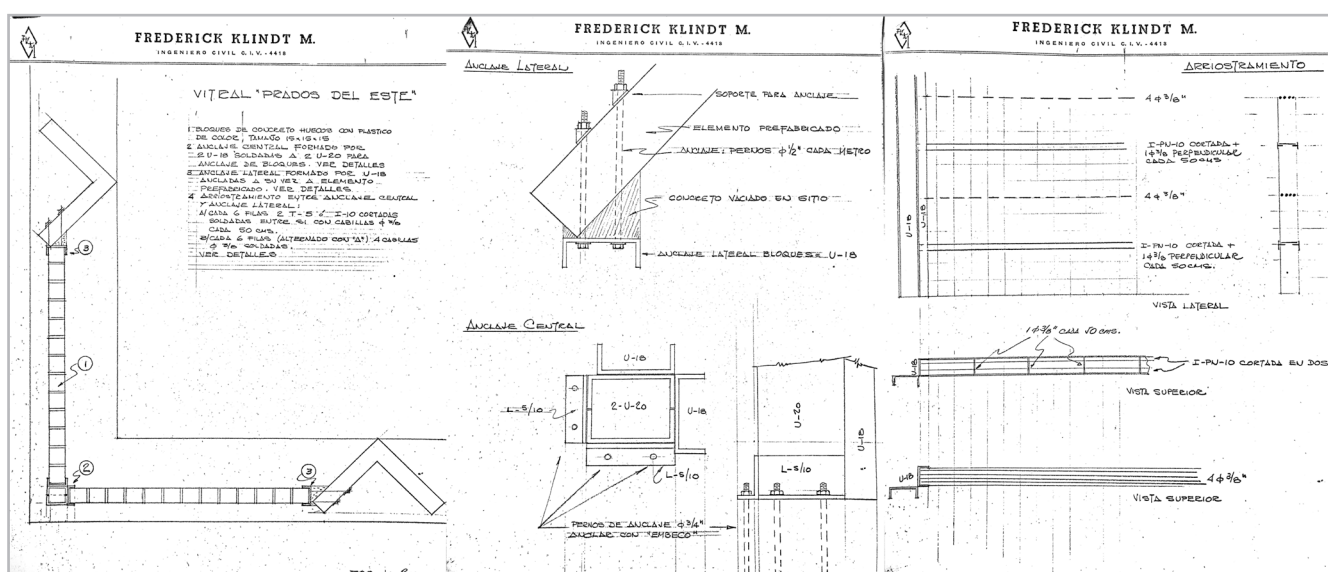 FREDERICK KLINDT M.
INGENIERO CIVIL C.I.V.-4418
VITRAL "PRADOS DEL ESTE"
1 BLOQUES DE CONCRETO HUECOS CON PLASTICO
DE COLOR, TAMAÑO 15x15x15
2 ANCLAJE CENTRAL FORMADO POR
2 U-18 SOLDADAS A 2 U-20 PARA
ANCLAJE DE BLOQUES. VER DETALLES
3 ANCLAJE LATERAL FORMADO POR U-18
ANCLADAS A SU VEZ A ELEMENTO
PREFABRICADO. VER DETALLES.
4 ARRIOSTRAMIENTO ENTRE ANCLAJE CENTRAL
Y ANCLAJE LATERAL:
A/CADA 6 FILAS 2 T-5 ó I-10 CORTADAS
SOLDADAS ENTRE SI CON CABILLAS φ 3/8
CADA 50 CMS.
B/CADA 6 FILAS (ALTERNADO CON "A") 4 CABILLAS
φ 3/8 SOLDADAS.
VER DETALLES
3
1
2
3
FREDERICK KLINDT M.
INGENIERO CIVIL C.I.V.-4418
ANCLAJE LATERAL
SOPORTE PARA ANCLAJE
ELEMENTO PREFABRICADO
ANCLAJE: PERNOS φ 1/2" CADA METRO
CONCRETO VACIADO EN SITIO
ANCLAJE LATERAL BLOQUES: U-18
ANCLAJE CENTRAL
U-18
L-5/10
2-U-20
U-18
L-5/10
PERNOS DE ANCLAJE φ 3/4"
ANCLAR CON "EMBECO"
U-20
U-18
L-5/10
FREDERICK KLINDT M.
INGENIERO CIVIL C.I.V.-4418
ARRIOSTRAMIENTO
4 φ 3/8"
I-PN-10 CORTADA +
1 φ 3/8 PERPENDICULAR
CADA 50 CMS
4 φ 3/8"
U-18
U-18
I-PN-10 CORTADA +
1 φ 3/8 PERPENDICULAR
CADA 50 CMS.
VISTA LATERAL
1 φ 3/8" CADA 50 CMS.
U-18
I-PN-10 CORTADA EN DOS
VISTA SUPERIOR
U-18
4 φ 3/8"
VISTA SUPERIOR